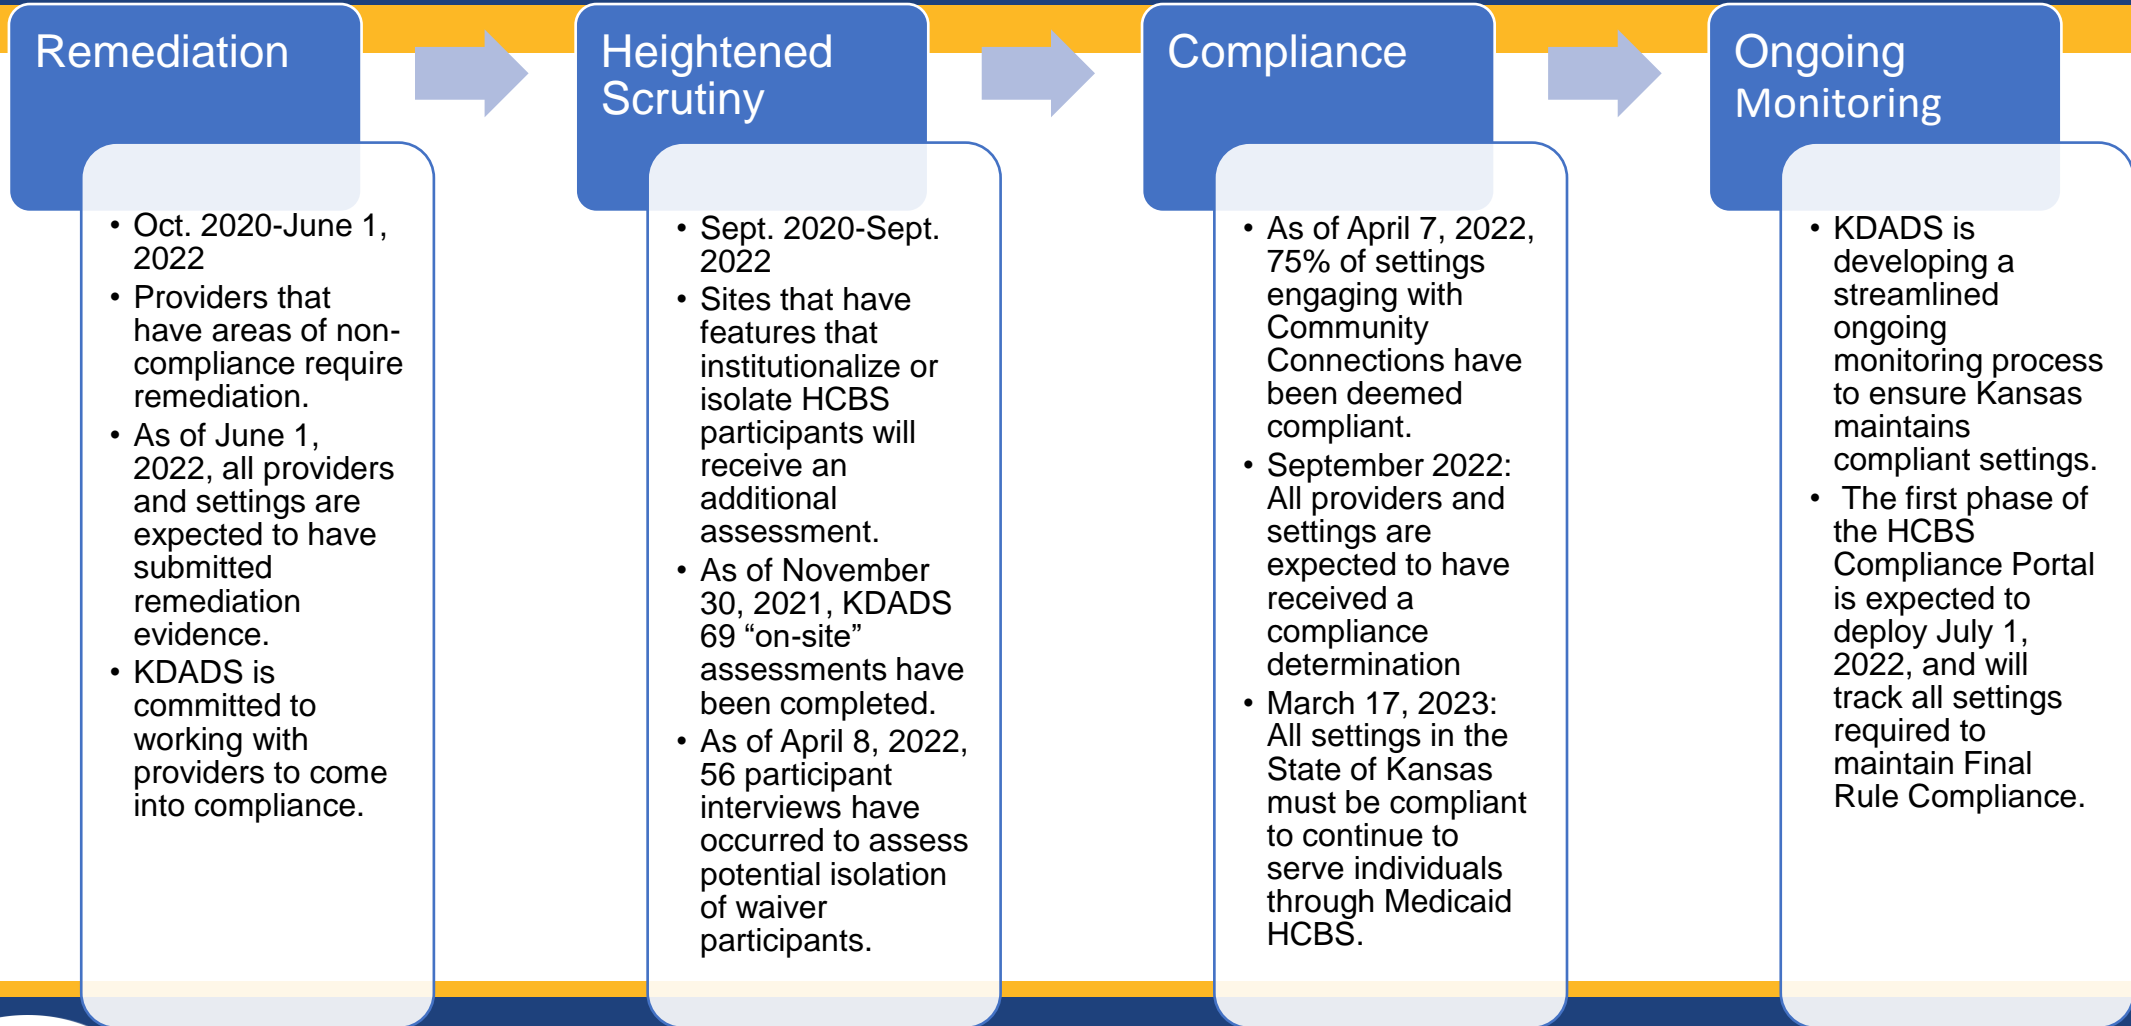 Remediation
• Oct. 2020-June 1,
2022
• Providers that
have areas of non-
compliance require
remediation.
• As of June 1,
2022, all providers
and settings are
expected to have
submitted
remediation
evidence.
• KDADS is
committed to
working with
providers to come
into compliance.
Heightened
Scrutiny
• Sept. 2020-Sept.
2022
• Sites that have
features that
institutionalize or
isolate HCBS
participants will
receive an
additional
assessment.
• As of November
30, 2021, KDADS
69 “on-site”
assessments have
been completed.
• As of April 8, 2022,
56 participant
interviews have
occurred to assess
potential isolation
of waiver
participants.
Compliance
• As of April 7, 2022,
75% of settings
engaging with
Community
Connections have
been deemed
compliant.
• September 2022:
All providers and
settings are
expected to have
received a
compliance
determination
• March 17, 2023:
All settings in the
State of Kansas
must be compliant
to continue to
serve individuals
through Medicaid
HCBS.
Ongoing
Monitoring
• KDADS is
developing a
streamlined
ongoing
monitoring process
to ensure Kansas
maintains
compliant settings.
• The first phase of
the HCBS
Compliance Portal
is expected to
deploy July 1,
2022, and will
track all settings
required to
maintain Final
Rule Compliance.